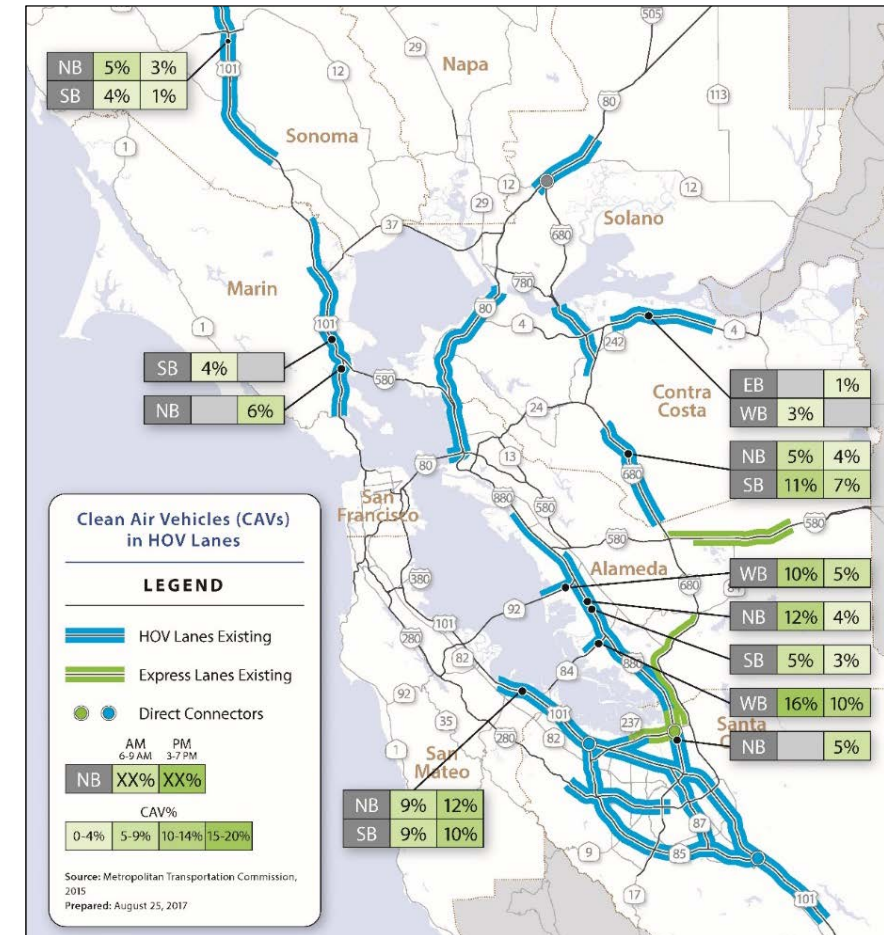 505
29
Napa
80
113
NB 5% 3%
SB 4% 1%
101
12
Sonoma
1
12
12
29
37
Solano
680
Marin
780
80
1
101
4
4
242
SB 4%
580
EB 1%
WB 3%
Contra
Costa
NB 6%
24
NB 5% 4%
SB 11% 7%
80
13
680
880
San
Francisco
580
580
580
Clean Air Vehicles (CAVs)
in HOV Lanes
LEGEND
HOV Lanes Existing
Express Lanes Existing
Direct Connectors
AM PM
6-9 AM 3-7 PM
NB XX% XX%
CAV%
0-4% 5-9% 10-14% 15-20%
Source: Metropolitan Transportation Commission,
2015
Prepared: August 25, 2017
Alameda
380
WB 10% 5%
680
84
92
101
280
NB 12% 4%
82
SB 5% 3%
84
880
92
WB 16% 10%
101
237
Santa
35
82
NB 5%
1
280
San
Mateo
NB 9% 12%
SB 9% 10%
87
9
85
17
101